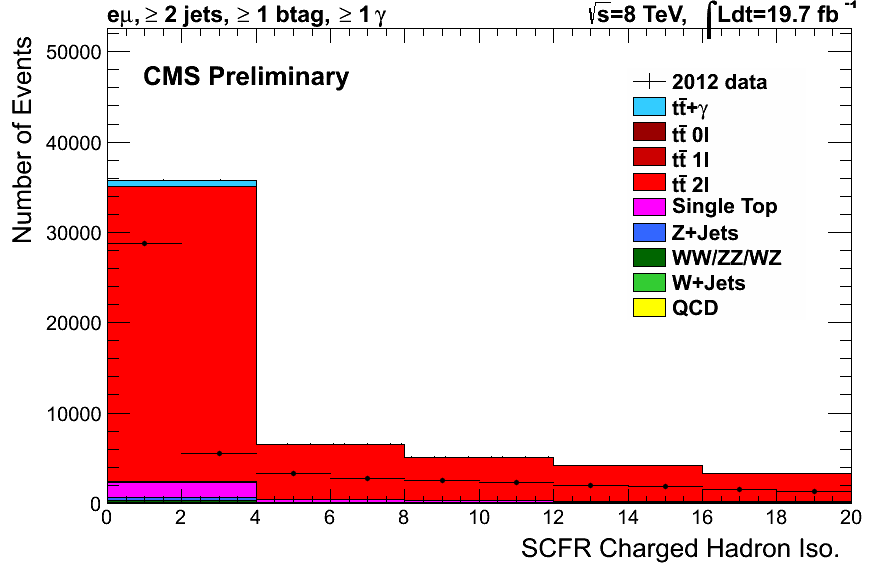 eμ, ≥ 2 jets, ≥ 1 btag, ≥ 1 γ √s=8 TeV, ∫Ldt=19.7 fb⁻¹
CMS Preliminary
2012 data
tt̄+γ
tt̄ 0l
tt̄ 1l
tt̄ 2l
Single Top
Z+Jets
WW/ZZ/WZ
W+Jets
QCD
Number of Events
50000
40000
30000
20000
10000
0
0 2 4 6 8 10 12 14 16 18 20
SCFR Charged Hadron Iso.